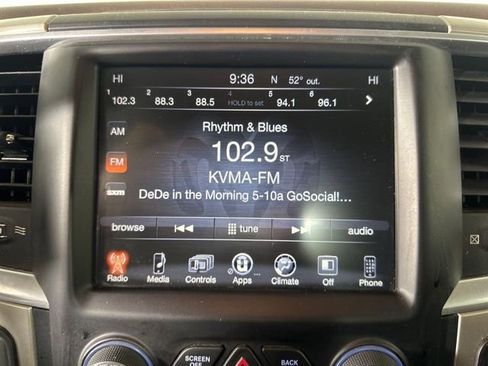 HI 9:36 N 52° out. HI
1 102.3 2 88.3 3 88.5 4 HOLD to set 5 94.1 6 96.1
AM
Rhythm & Blues
FM
102.9 ST
KVMA-FM
sxm
DeDe in the Morning 5-10a GoSocial!...
browse tune audio
Radio Media Controls Apps Climate Off Phone
SCREEN OFF BACK